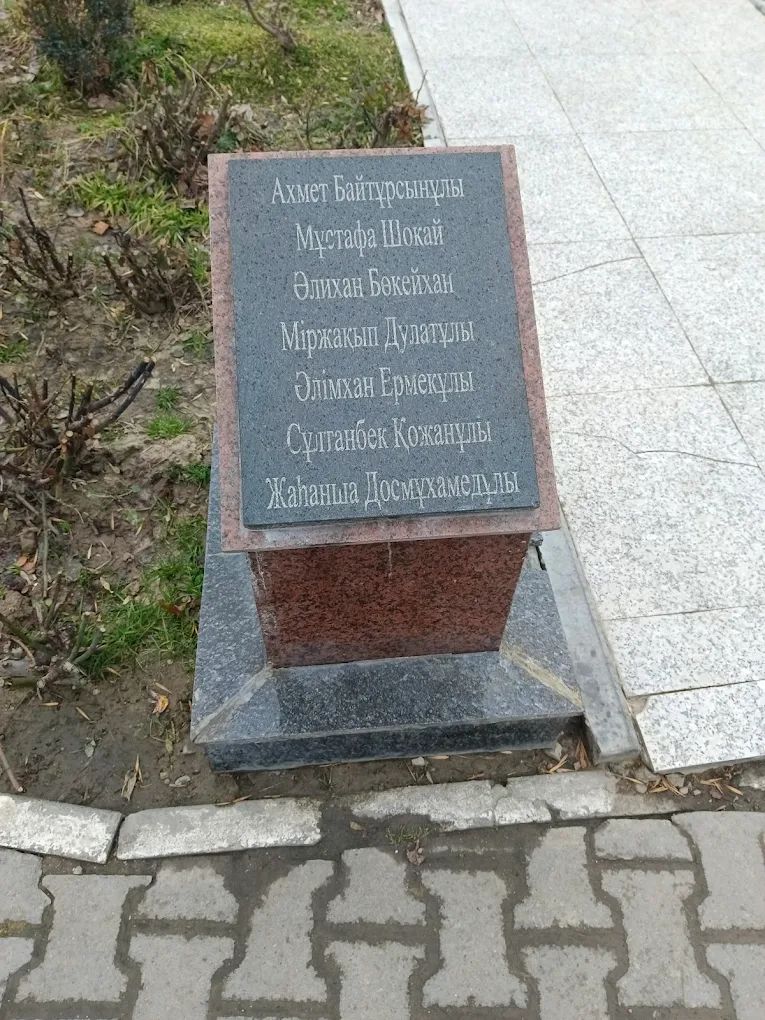 Ахмет Байтұрсынұлы
Мұстафа Шокай
Әлихан Бөкейхан
Міржақып Дулатұлы
Әлімхан Ермекұлы
Сұлтанбек Қожанұлы
Жаһанша Досмұхамедұлы